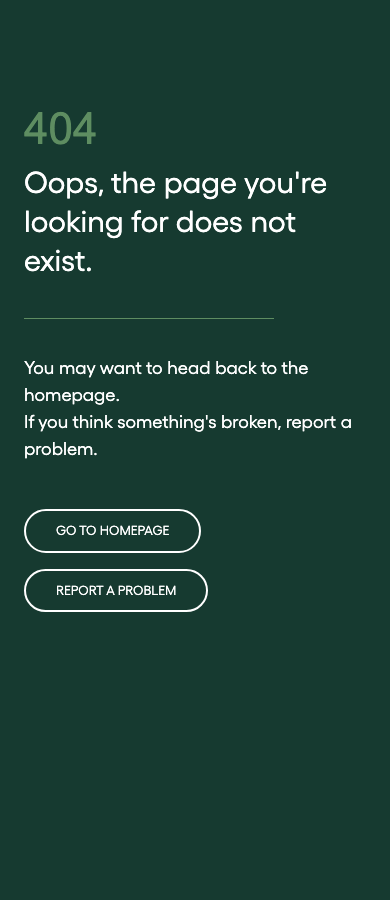 404
Oops, the page you're
looking for does not
exist.
You may want to head back to the
homepage.
If you think something's broken, report a
problem.
GO TO HOMEPAGE
REPORT A PROBLEM